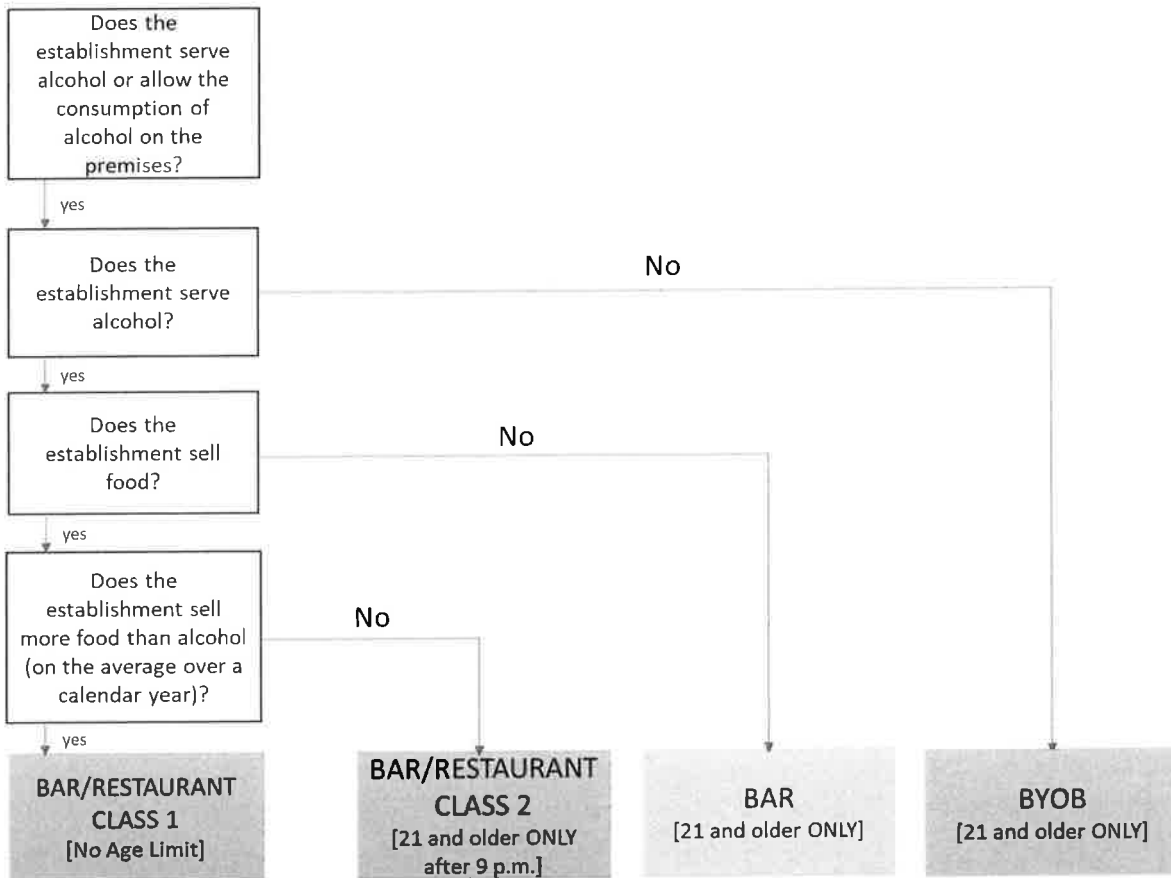 Does the
establishment serve
alcohol or allow the
consumption of
alcohol on the
premises?
yes
Does the
establishment serve
alcohol?
No
yes
Does the
establishment sell
food?
No
yes
Does the
establishment sell
more food than alcohol
(on the average over a
calendar year)?
No
yes
BAR/RESTAURANT
CLASS 1
[No Age Limit]
BAR/RESTAURANT
CLASS 2
[21 and older ONLY
after 9 p.m.]
BAR
[21 and older ONLY]
BYOB
[21 and older ONLY]